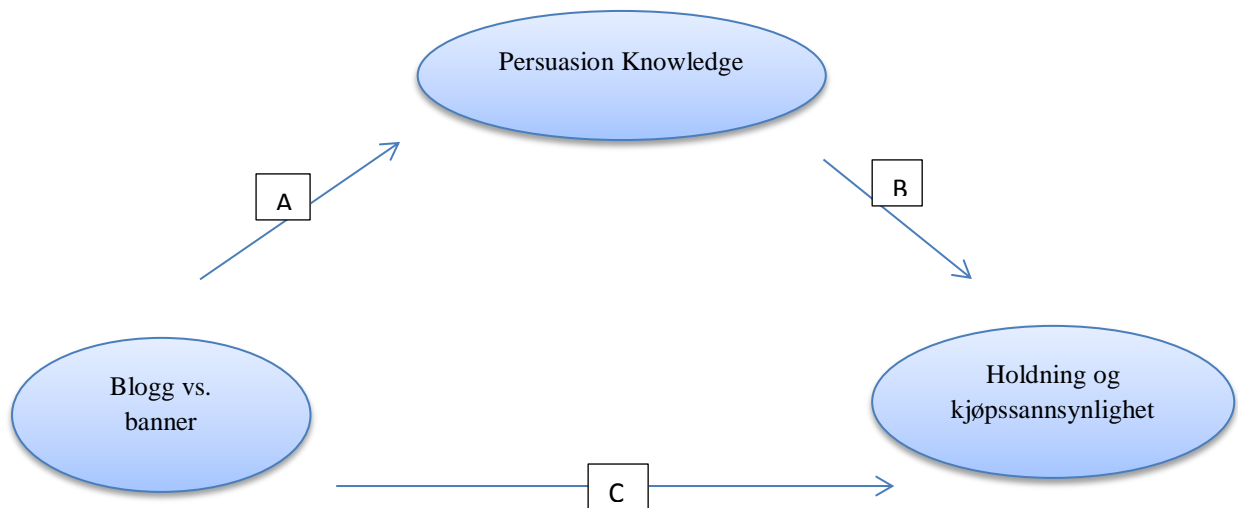 Persuasion Knowledge
A
B
Blogg vs.
banner
Holdning og
kjøpssannsynlighet
C